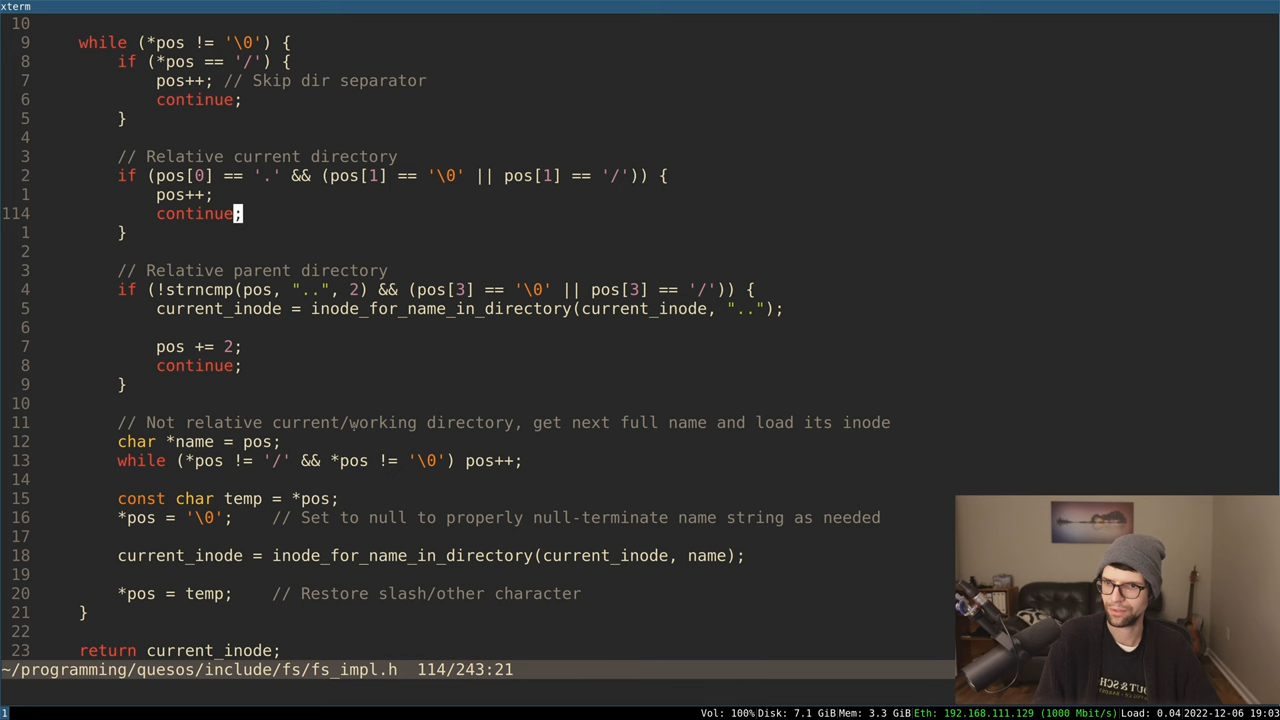 xterm
10
9 while (*pos != '\0') {
8 if (*pos == '/') {
7 pos++; // Skip dir separator
6 continue;
5 }
4
3 // Relative current directory
2 if (pos[0] == '.' && (pos[1] == '\0' || pos[1] == '/')) {
1 pos++;
114 continue;
1 }
2
3 // Relative parent directory
4 if (!strncmp(pos, "..", 2) && (pos[3] == '\0' || pos[3] == '/')) {
5 current_inode = inode_for_name_in_directory(current_inode, "..");
6
7 pos += 2;
8 continue;
9 }
10
11 // Not relative current/working directory, get next full name and load its inode
12 char *name = pos;
13 while (*pos != '/' && *pos != '\0') pos++;
14
15 const char temp = *pos;
16 *pos = '\0'; // Set to null to properly null-terminate name string as needed
17
18 current_inode = inode_for_name_in_directory(current_inode, name);
19
20 *pos = temp; // Restore slash/other character
21 }
22
23 return current_inode;
~/programming/quesos/include/fs/fs_impl.h 114/243:21
1 Vol: 100% Disk: 7.1 GiB Mem: 3.3 GiB Eth: 192.168.111.129 (1000 Mbit/s) Load: 0.04 2022-12-06 19:03